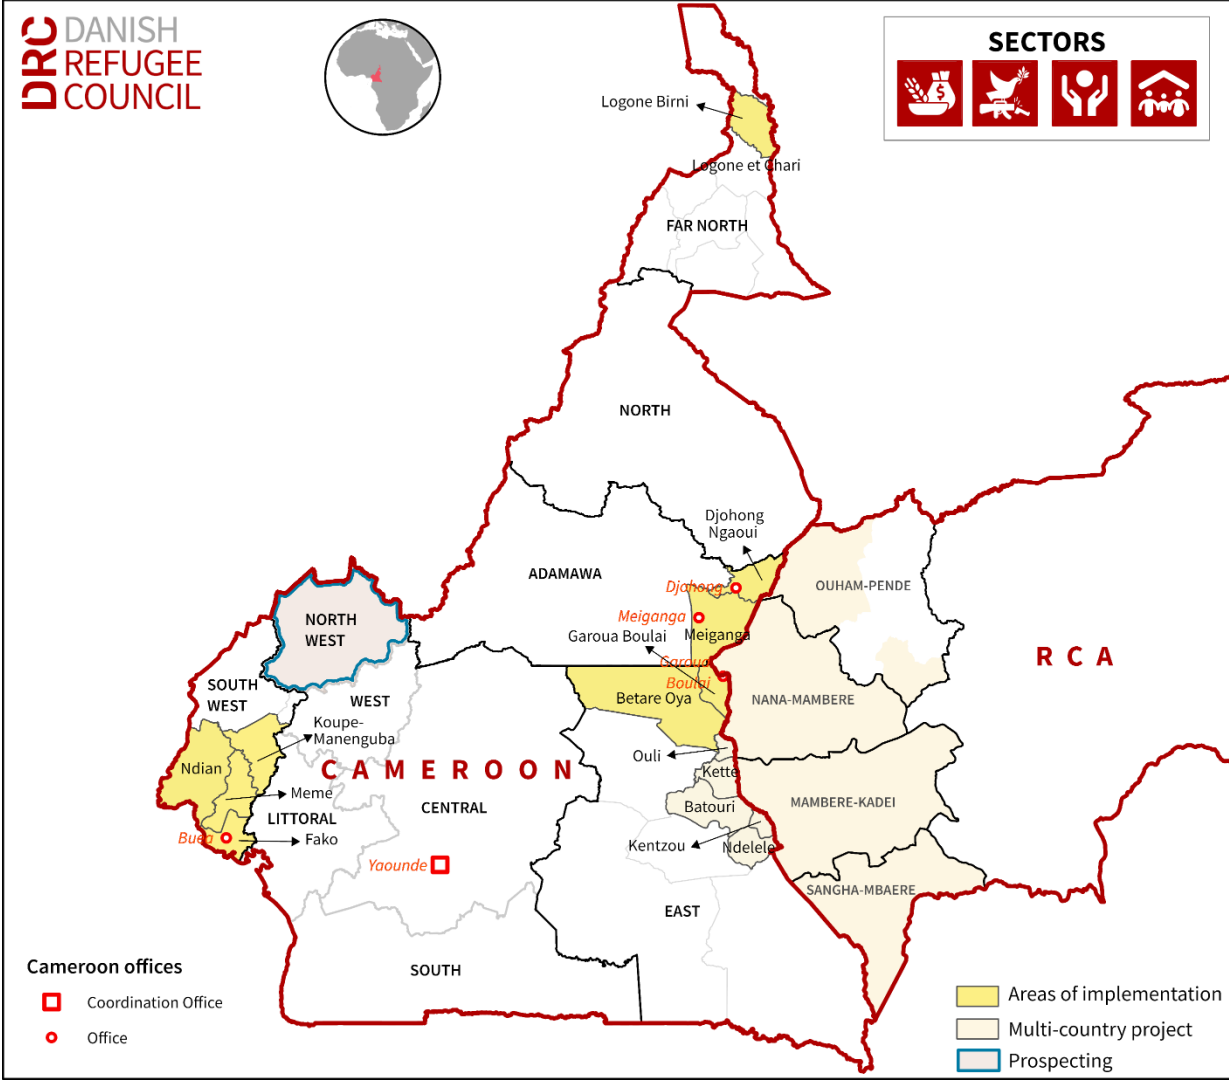 DRC
DANISH
REFUGEE
COUNCIL
SECTORS
$
Logone Birni
Logone et Chari
FAR NORTH
NORTH
Djohong
Ngaoui
ADAMAWA
Djohong
OUHAM-PENDE
Meiganga
NORTH
WEST
Garoua Boulai
Meiganga
RCA
Garoua
Boulai
SOUTH
WEST
WEST
Betare Oya
NANA-MAMBERE
Koupe-
Manenguba
Ouli
Ndian
CAMEROON
Kette
Meme
CENTRAL
Batouri
MAMBERE-KADEI
LITTORAL
Buea
Fako
Kentzou
Ndelele
Yaounde
SANGHA-MBAERE
EAST
SOUTH
Cameroon offices
Coordination Office
Office
Areas of implementation
Multi-country project
Prospecting